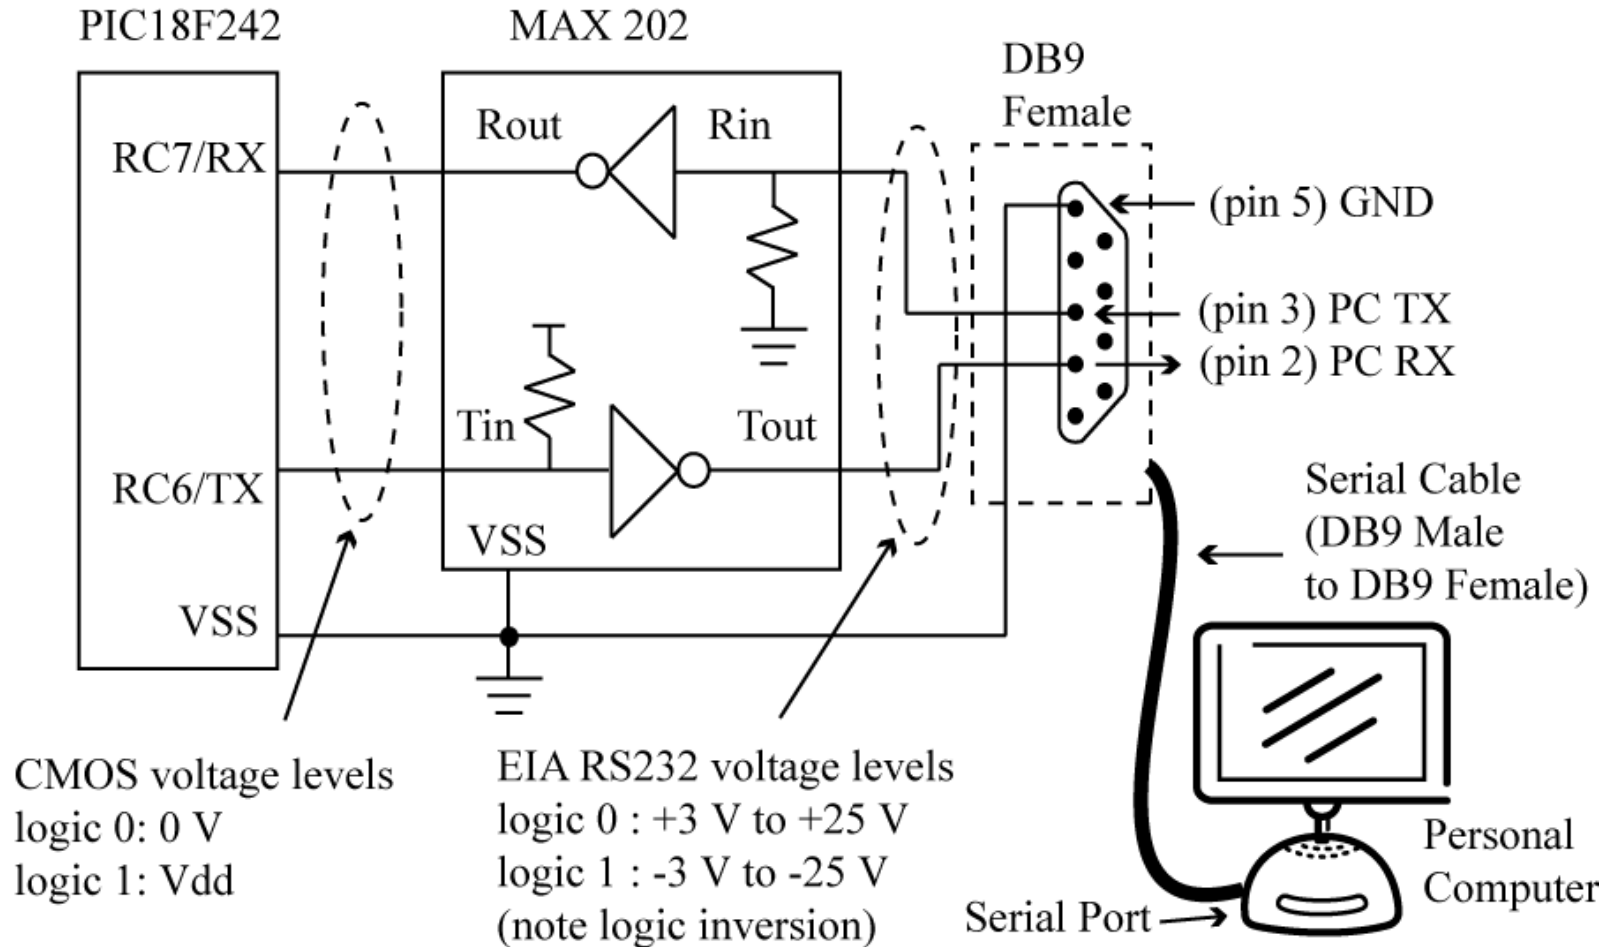 PIC18F242
MAX 202
DB9
Female
RC7/RX
Rout
Rin
(pin 5) GND
(pin 3) PC TX
(pin 2) PC RX
Tin
Tout
RC6/TX
VSS
VSS
Serial Cable
(DB9 Male
to DB9 Female)
CMOS voltage levels
logic 0: 0 V
logic 1: Vdd
EIA RS232 voltage levels
logic 0 : +3 V to +25 V
logic 1 : -3 V to -25 V
(note logic inversion)
Personal
Computer
Serial Port